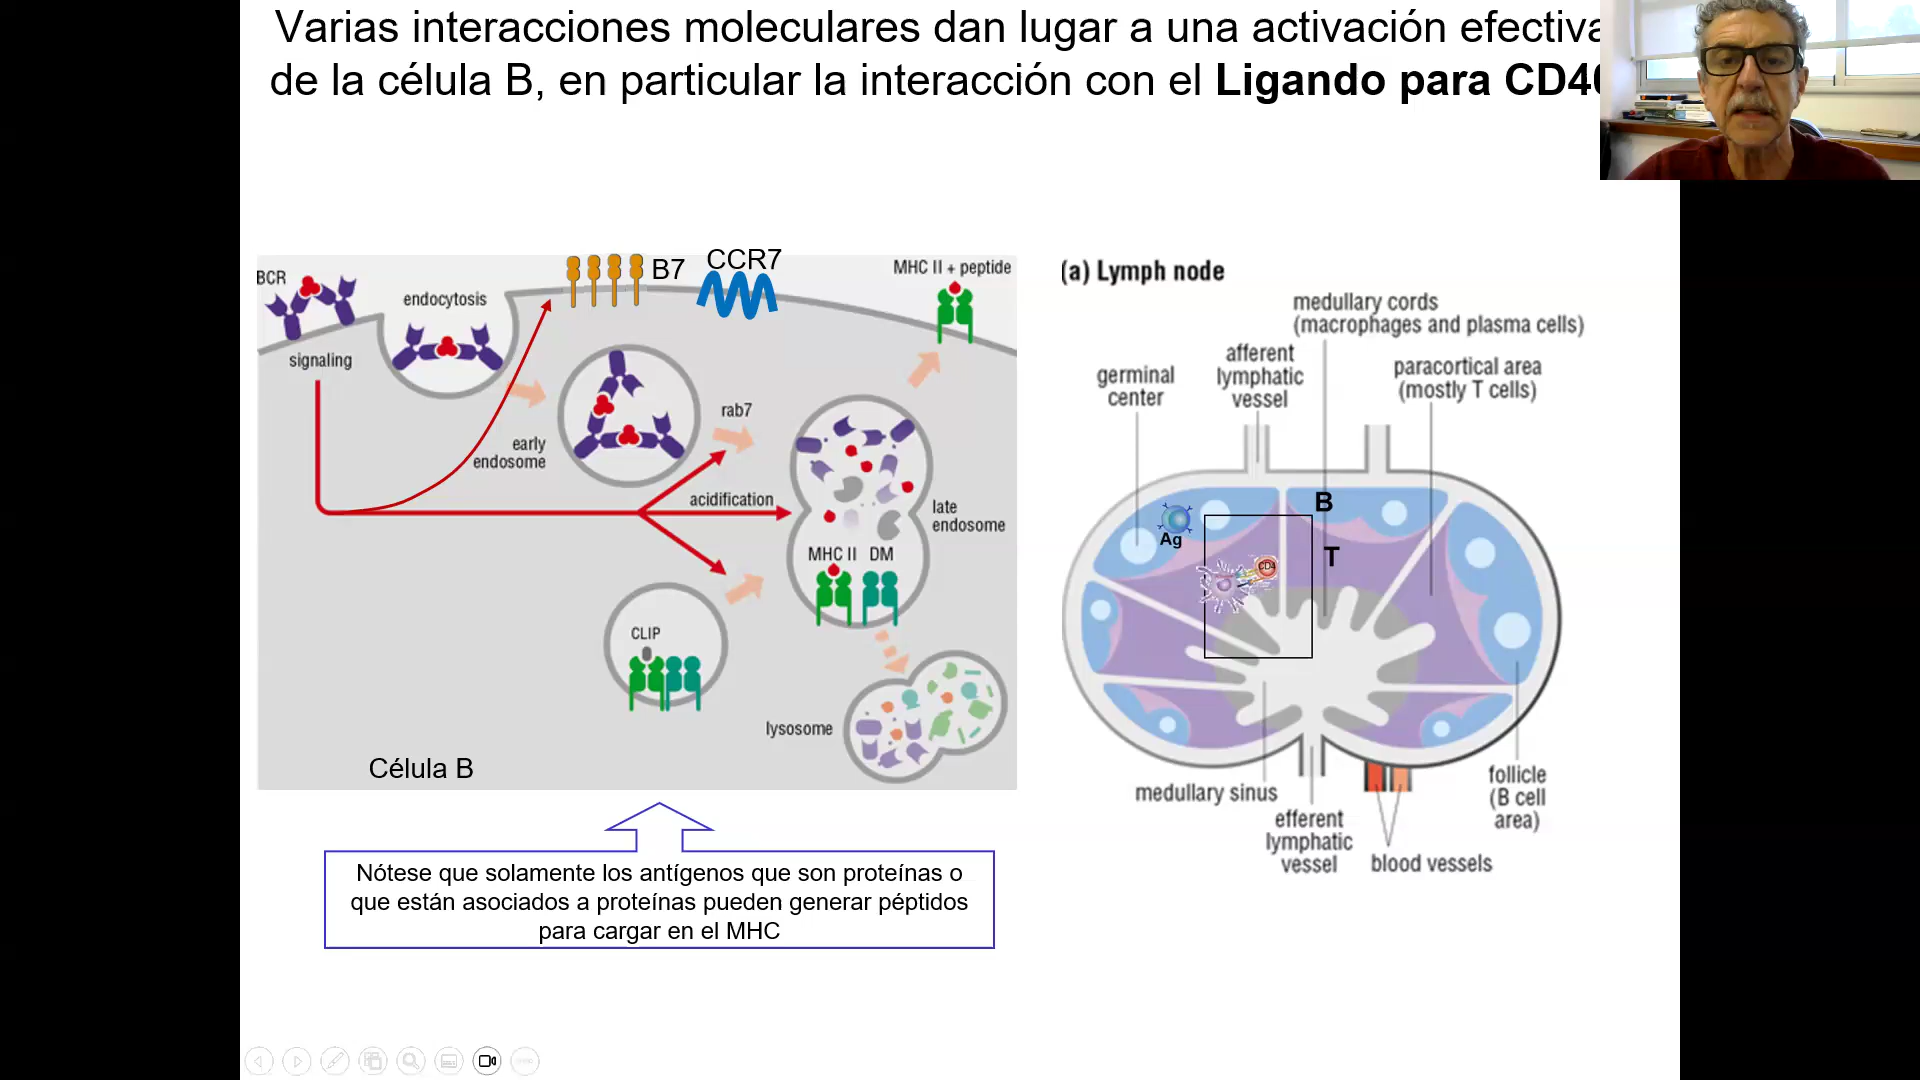 Varias interacciones moleculares dan lugar a una activación efectiva
de la célula B, en particular la interacción con el Ligando para CD40
BCR
endocytosis
B7
CCR7
MHC II + peptide
signaling
early
endosome
rab7
acidification
late
endosome
MHC II DM
CLIP
lysosome
Célula B
Nótese que solamente los antígenos que son proteínas o
que están asociados a proteínas pueden generar péptidos
para cargar en el MHC
(a) Lymph node
medullary cords
(macrophages and plasma cells)
afferent
lymphatic
vessel
germinal
center
paracortical area
(mostly T cells)
B
Ag
T
CD4
medullary sinus
efferent
lymphatic
vessel
blood vessels
follicle
(B cell
area)